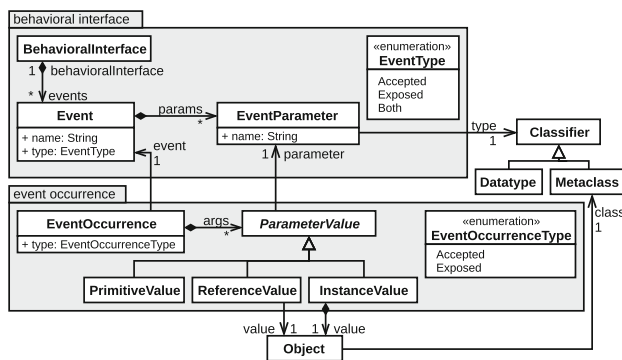 behavioral interface
BehavioralInterface
1 behavioralInterface
* events
Event
+ name: String
+ type: EventType
params
*
EventParameter
+ name: String
«enumeration»
EventType
Accepted
Exposed
Both
type
1
Classifier
Datatype
Metaclass
event
1
1 parameter
event occurrence
EventOccurrence
+ type: EventOccurrenceType
args
*
ParameterValue
«enumeration»
EventOccurrenceType
Accepted
Exposed
class
1
PrimitiveValue
ReferenceValue
InstanceValue
value 1
1 value
Object